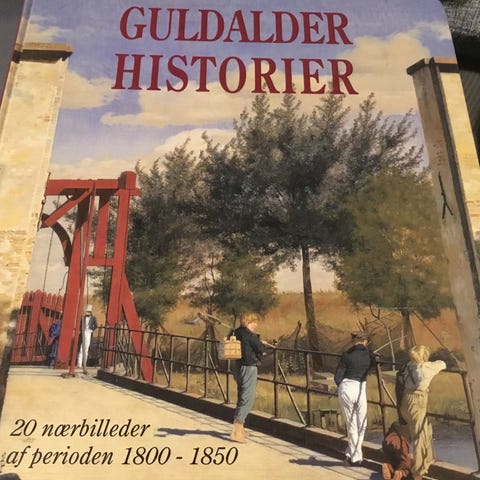 GULDALDER
HISTORIER
20 nærbilleder
af perioden 1800 - 1850